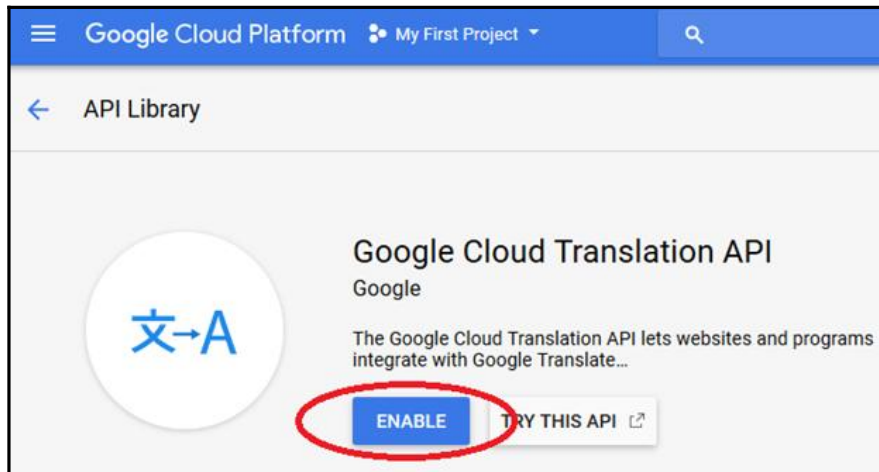 Google Cloud Platform My First Project
API Library
Google Cloud Translation API
Google
The Google Cloud Translation API lets websites and programs
integrate with Google Translate...
文→A
ENABLE TRY THIS API